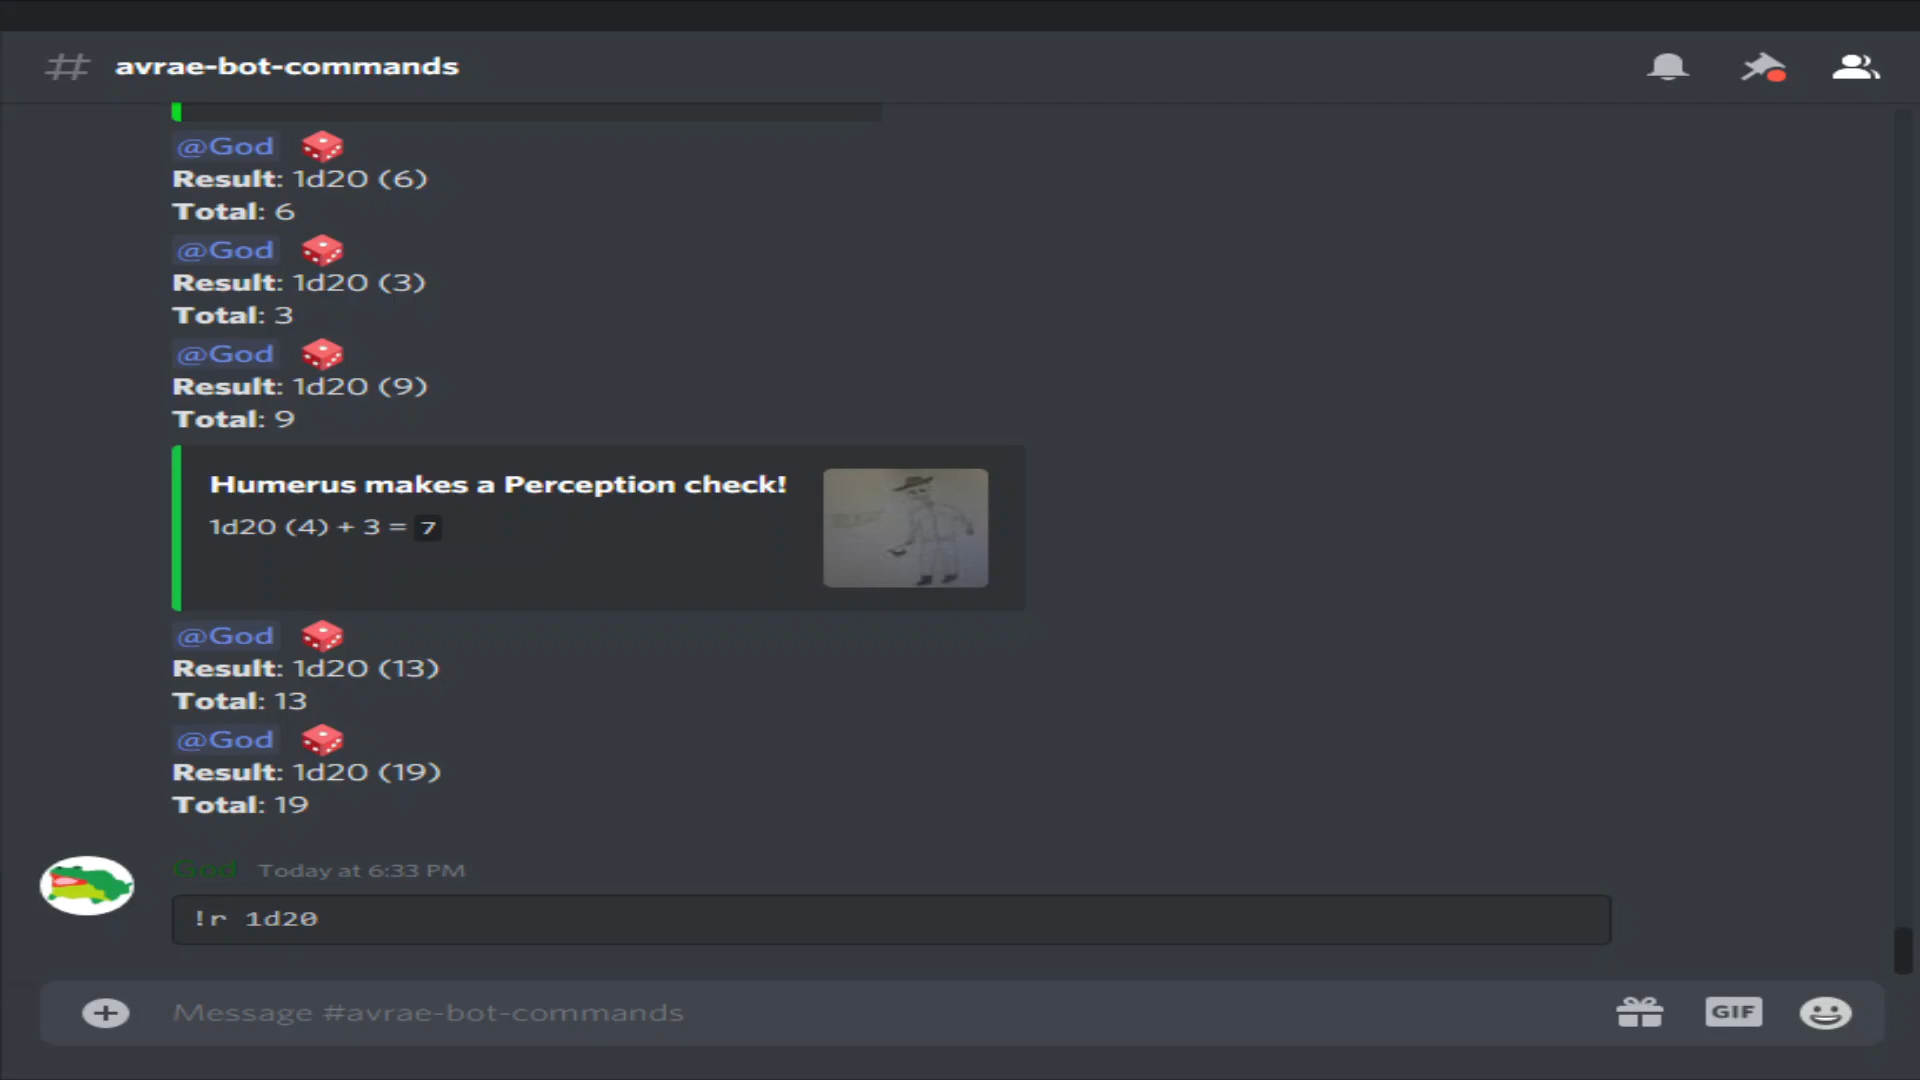 avrae-bot-commands
@God
Result: 1d20 (6)
Total: 6
@God
Result: 1d20 (3)
Total: 3
@God
Result: 1d20 (9)
Total: 9
Humerus makes a Perception check!
1d20 (4) + 3 = 7
@God
Result: 1d20 (13)
Total: 13
@God
Result: 1d20 (19)
Total: 19
God Today at 6:33 PM
!r 1d20
Message #avrae-bot-commands
GIF